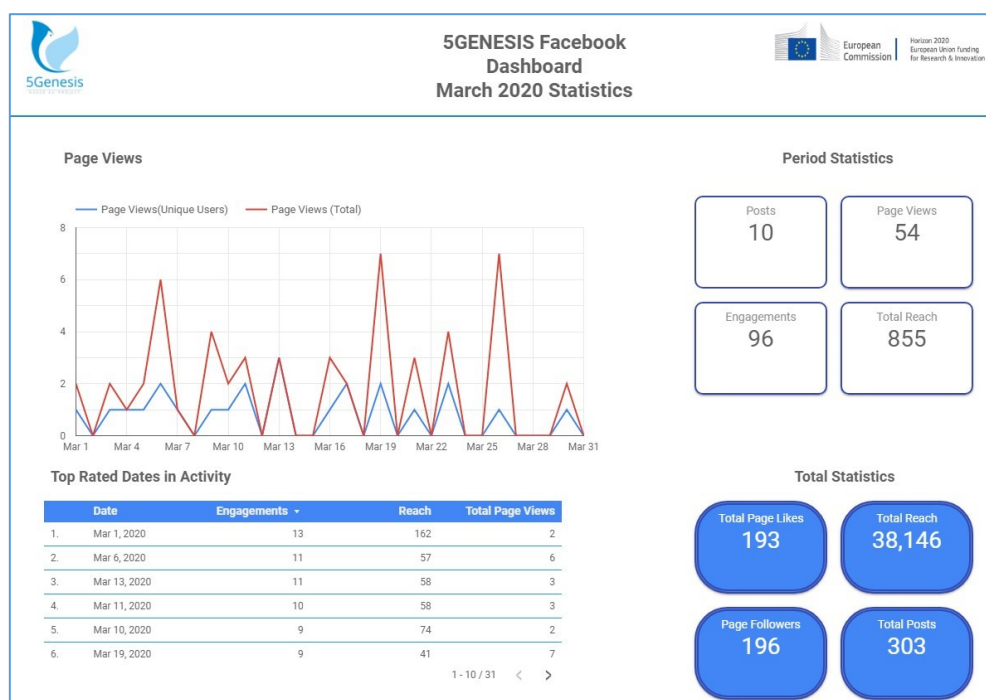 5Genesis
5GENESIS Facebook
Dashboard
March 2020 Statistics
European
Commission
Horizon 2020
European Union funding
for Research & Innovation
Page Views
Page Views(Unique Users)
Page Views (Total)
8
6
4
2
0
Mar 1
Mar 4
Mar 7
Mar 10
Mar 13
Mar 16
Mar 19
Mar 22
Mar 25
Mar 28
Mar 31
Period Statistics
Posts
10
Page Views
54
Engagements
96
Total Reach
855
Top Rated Dates in Activity
Date Engagements Reach Total Page Views
1. Mar 1, 2020 13 162 2
2. Mar 6, 2020 11 57 6
3. Mar 13, 2020 11 58 3
4. Mar 11, 2020 10 58 3
5. Mar 10, 2020 9 74 2
6. Mar 19, 2020 9 41 7
1 - 10 / 31 < >
Total Statistics
Total Page Likes
193
Total Reach
38,146
Page Followers
196
Total Posts
303